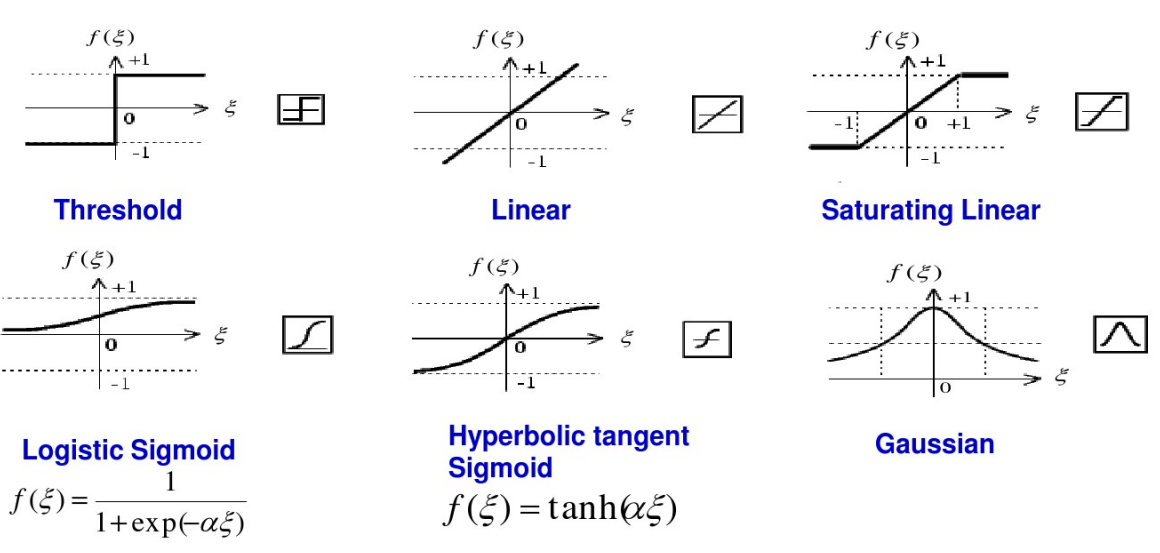 f(ξ)
+1
0
ξ
-1
Threshold
f(ξ)
+1
0
ξ
-1
Linear
f(ξ)
+1
-1
0
+1
ξ
-1
Saturating Linear
f(ξ)
+1
0
ξ
-1
Logistic Sigmoid
f(ξ) = 1 / 1+exp(-αξ)
f(ξ)
+1
0
ξ
-1
Hyperbolic tangent
Sigmoid
f(ξ) = tanh(αξ)
f(ξ)
+1
0
ξ
Gaussian